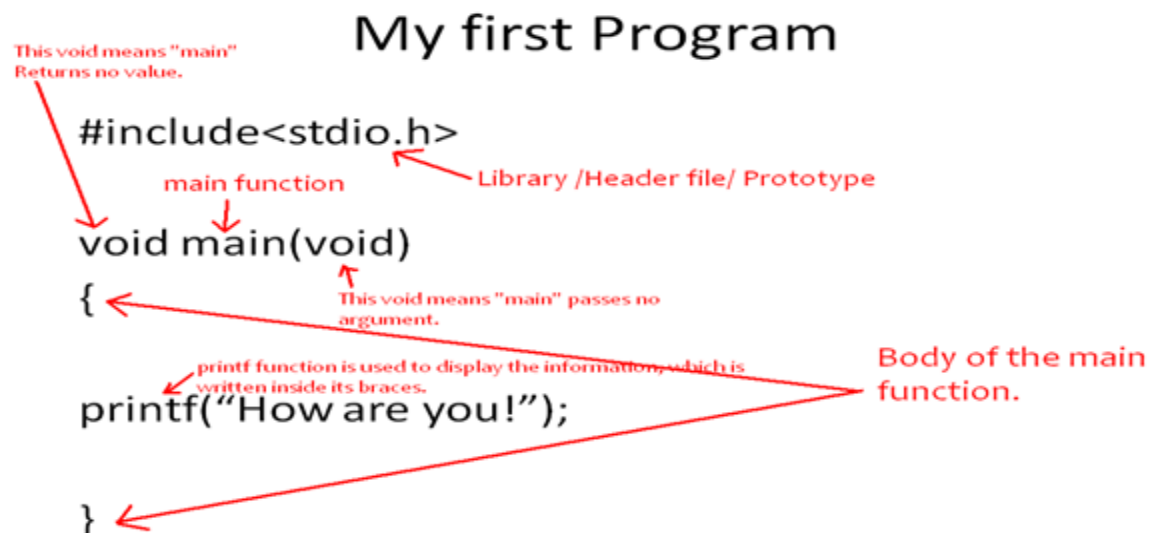 My first Program
This void means "main"
Returns no value.
#include<stdio.h>
Library /Header file/ Prototype
main function
void main(void)
{
This void means "main" passes no
argument.
printf function is used to display the information, which is
written inside its braces.
Body of the main
function.
printf(“How are you!”);
}